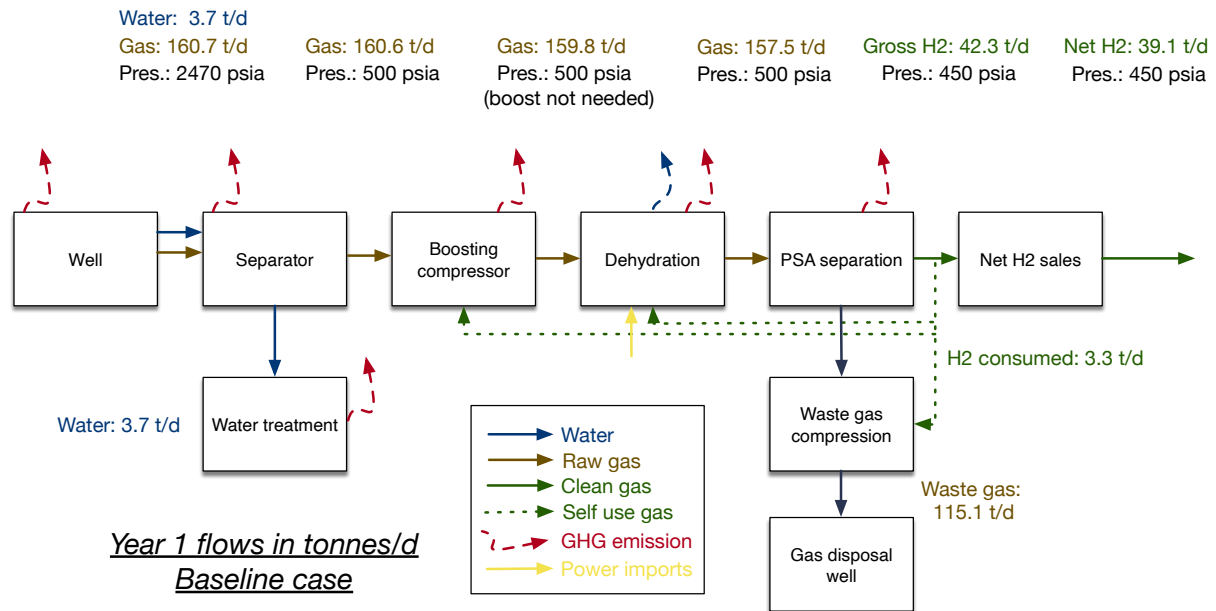 Water: 3.7 t/d
Gas: 160.7 t/d
Pres.: 2470 psia
Gas: 160.6 t/d
Pres.: 500 psia
Gas: 159.8 t/d
Pres.: 500 psia
(boost not needed)
Gas: 157.5 t/d
Pres.: 500 psia
Gross H2: 42.3 t/d
Pres.: 450 psia
Net H2: 39.1 t/d
Pres.: 450 psia
Well
Separator
Boosting
compressor
Dehydration
PSA separation
Net H2 sales
H2 consumed: 3.3 t/d
Water: 3.7 t/d
Water treatment
Waste gas
compression
Waste gas:
115.1 t/d
Gas disposal
well
Water
Raw gas
Clean gas
Self use gas
GHG emission
Power imports
Year 1 flows in tonnes/d
Baseline case